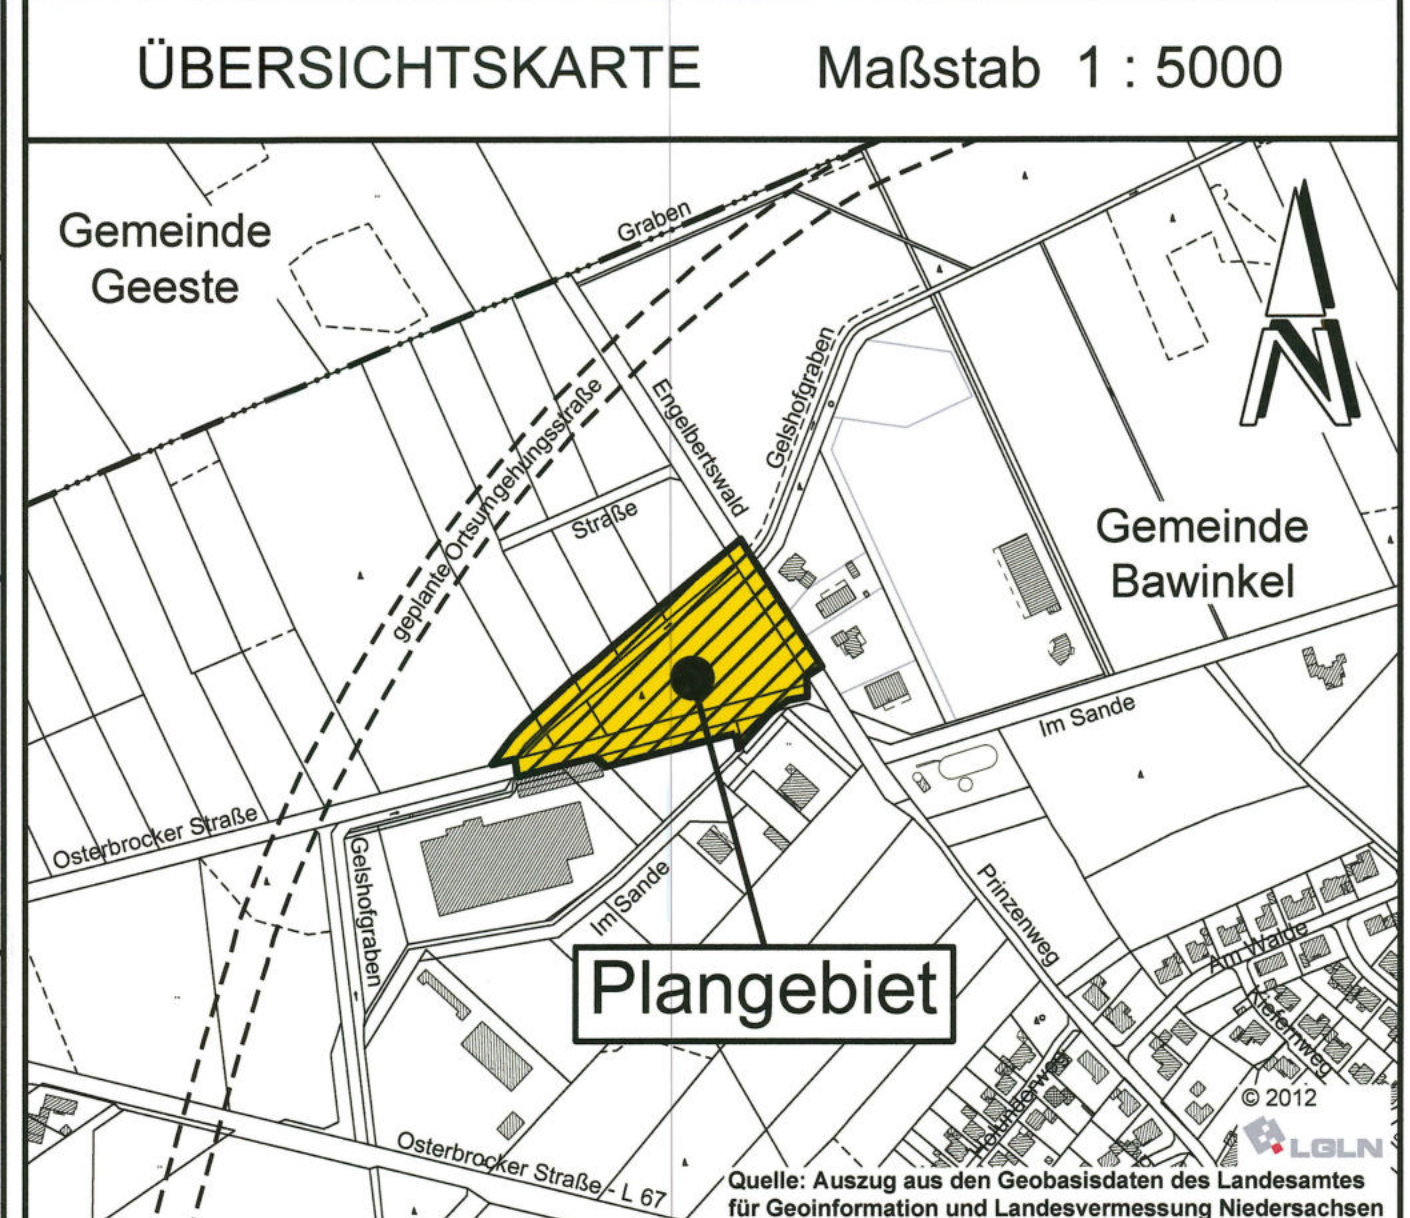 ÜBERSICHTSKARTE Maßstab 1 : 5000
Gemeinde
Geeste
Graben
N
Engelbertswald
Gelshofgraben
geplante Ortsumgehungsstraße
Straße
Gemeinde
Bawinkel
Im Sande
Osterbrocker Straße
Gelshofgraben
Im Sande
Prinzenweg
Am Walde
Kiefernweg
Plangebiet
Holunderweg
© 2012
LGLN
Osterbrocker Straße - L 67
Quelle: Auszug aus den Geobasisdaten des Landesamtes
für Geoinformation und Landesvermessung Niedersachsen